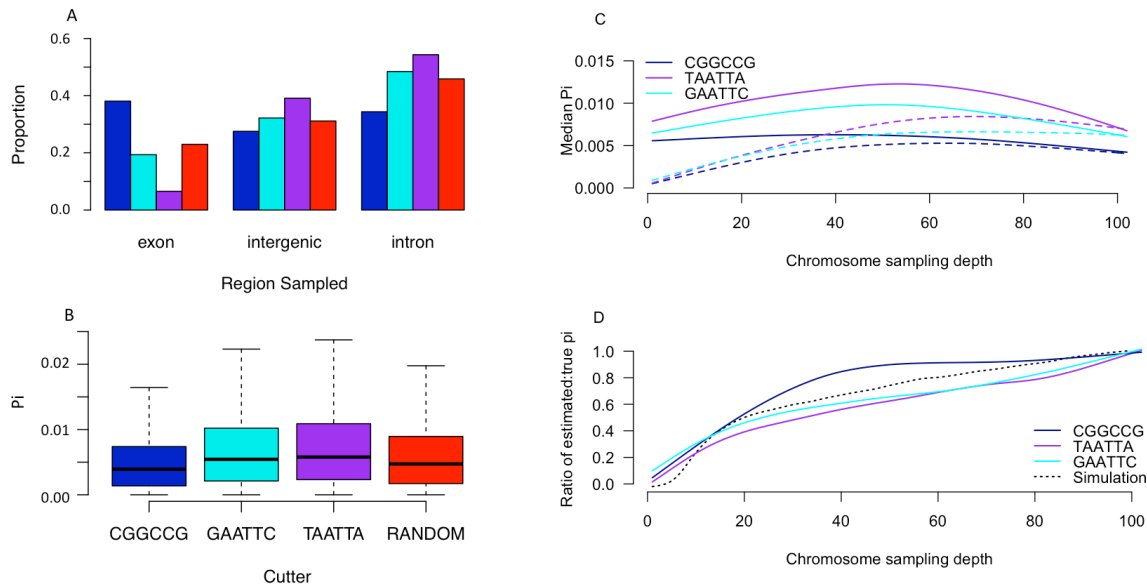 A
Proportion
0.6
0.4
0.2
0.0
exon intergenic intron
Region Sampled
B
Pi
0.02
0.01
0.00
CGGCCG GAATTC TAATTA RANDOM
Cutter
C
Median Pi
0.015
0.010
0.005
0.000
CGGCCG
TAATTA
GAATTC
0 20 40 60 80 100
Chromosome sampling depth
D
Ratio of estimated:true pi
1.0
0.8
0.6
0.4
0.2
0.0
CGGCCG
TAATTA
GAATTC
Simulation
0 20 40 60 80 100
Chromosome sampling depth